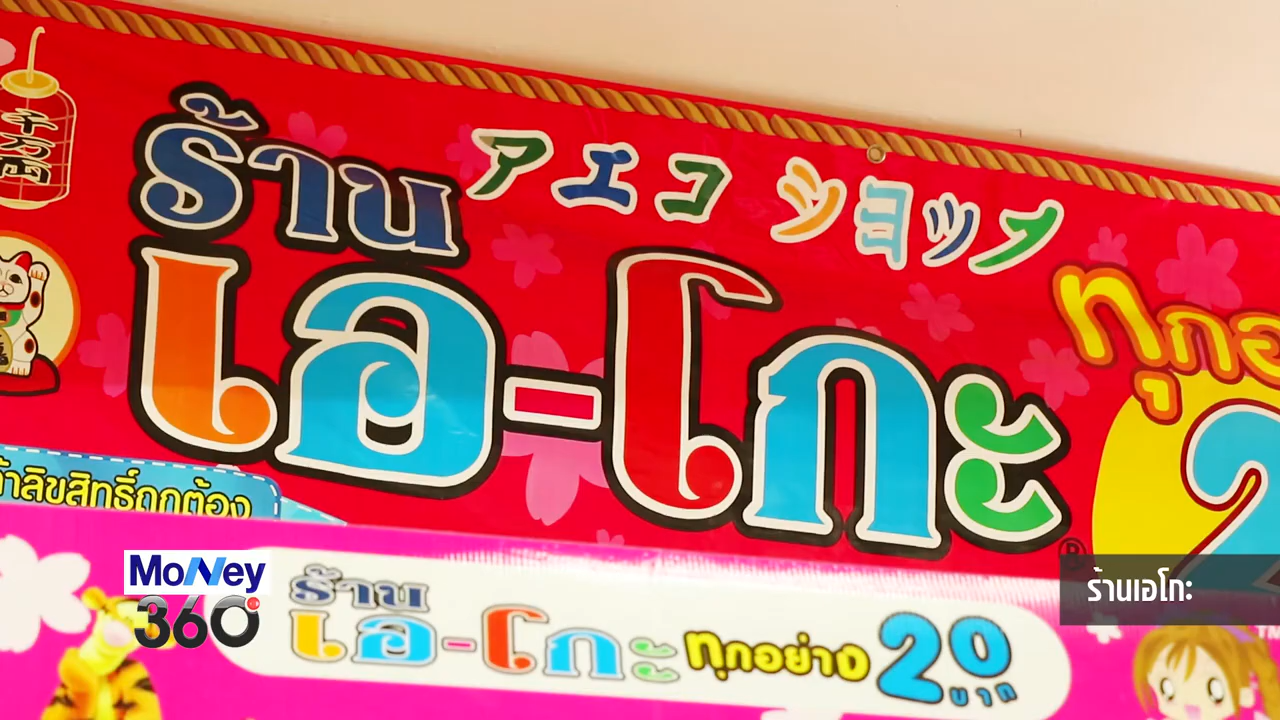 ร้าน アエコ ショップ
เอ-โกะ
ทุกอ
2
าลิขสิทธิ์ถูกต้อง
ร้าน
เอ-โกะ ทุกอย่าง 20 บาท
Money
360°
ร้านเอโกะ
千万両